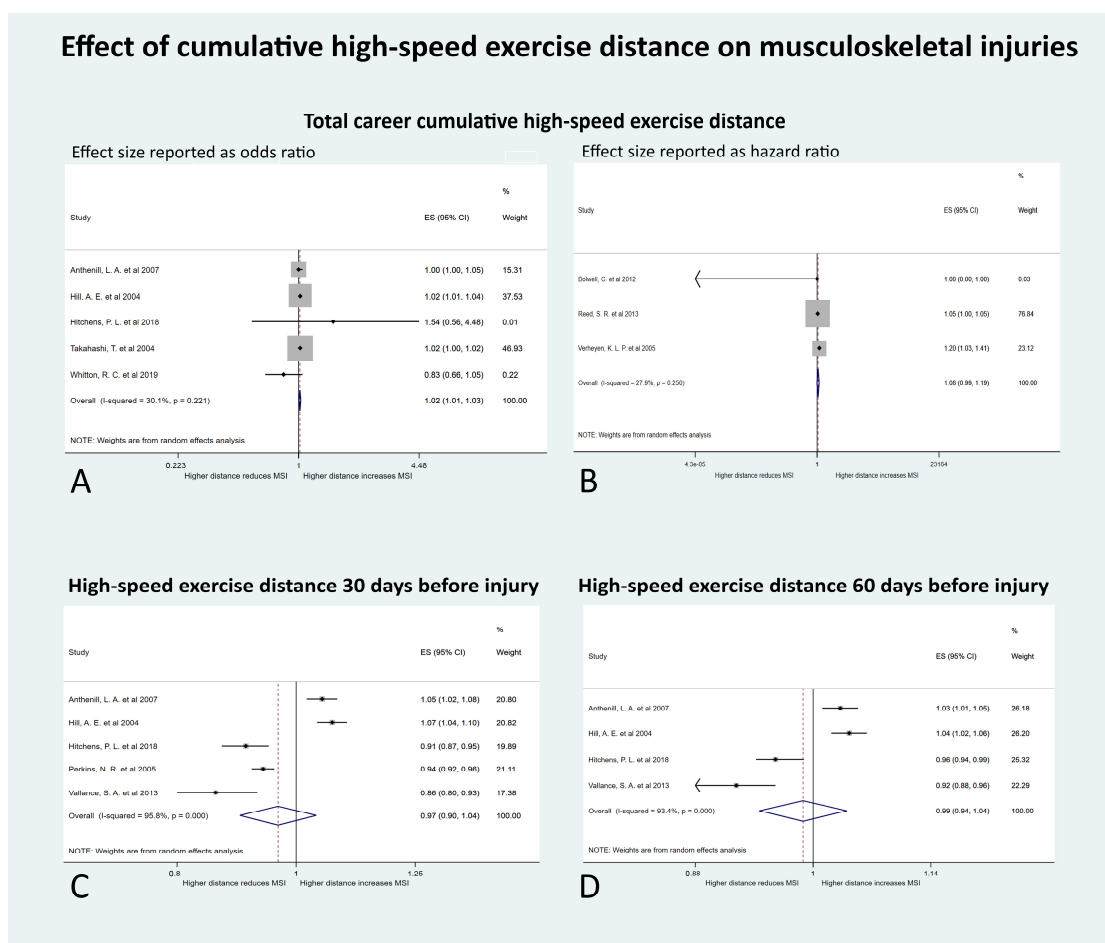 Effect of cumulative high-speed exercise distance on musculoskeletal injuries
Total career cumulative high-speed exercise distance
Effect size reported as odds ratio
%
Study ES (95% CI) Weight
Anthenill, L. A. et al 2007 1.00 (1.00, 1.05) 15.31
Hill, A. E. et al 2004 1.02 (1.01, 1.04) 37.53
Hitchens, P. L. et al 2018 1.54 (0.56, 4.48) 0.01
Takahashi, T. et al 2004 1.02 (1.00, 1.02) 46.93
Whitton, R. C. et al 2019 0.83 (0.66, 1.05) 0.22
Overall (I-squared = 30.1%, p = 0.221) 1.02 (1.01, 1.03) 100.00
NOTE: Weights are from random effects analysis
0.223 1 4.48
Higher distance reduces MSI Higher distance increases MSI
A
Effect size reported as hazard ratio
%
Study ES (95% CI) Weight
et al 2012 1.00 (0.00, 1.00) 0.03
Reed, S. R. et al 2013 1.05 (1.00, 1.05) 76.84
Verheyen, K. L. P. et al 2005 1.20 (1.03, 1.41) 23.12
Overall (I-squared = 27.9%, p = 0.250) (0.99, 1.19) 100.00
NOTE: Weights are from random effects analysis
1
Higher distance reduces MSI Higher distance increases MSI
B
High-speed exercise distance 30 days before injury
%
Study ES (95% CI) Weight
Anthenill, L. A. et al 2007 1.05 (1.02, 1.08) 20.80
Hill, A. E. et al 2004 1.07 (1.04, 1.10) 20.82
Hitchens, P. L. et al 2018 0.91 (0.87, 0.95) 19.89
Perkins, N. R. et al 2005 0.94 (0.92, 0.96) 21.11
Vallance, S. A. et al 2013 0.86 (0.80, 0.93) 17.38
Overall (I-squared = 95.8%, p = 0.000) 0.97 (0.90, 1.04) 100.00
NOTE: Weights are from random effects analysis
0.8 1 1.26
Higher distance reduces MSI Higher distance increases MSI
C
High-speed exercise distance 60 days before injury
%
Study ES (95% CI) Weight
Anthenill, L. A. et al 2007 1.03 (1.01, 1.05) 26.18
Hill, A. E. et al 2004 1.04 (1.02, 1.06) 26.20
Hitchens, P. L. et al 2018 0.96 (0.94, 0.99) 25.32
Vallance, S. A. et al 2013 0.92 (0.88, 0.96) 22.29
Overall (I-squared = 93.4%, p = 0.000) 0.99 (0.94, 1.04) 100.00
NOTE: Weights are from random effects analysis
0.88 1 1.14
Higher distance reduces MSI Higher distance increases MSI
D